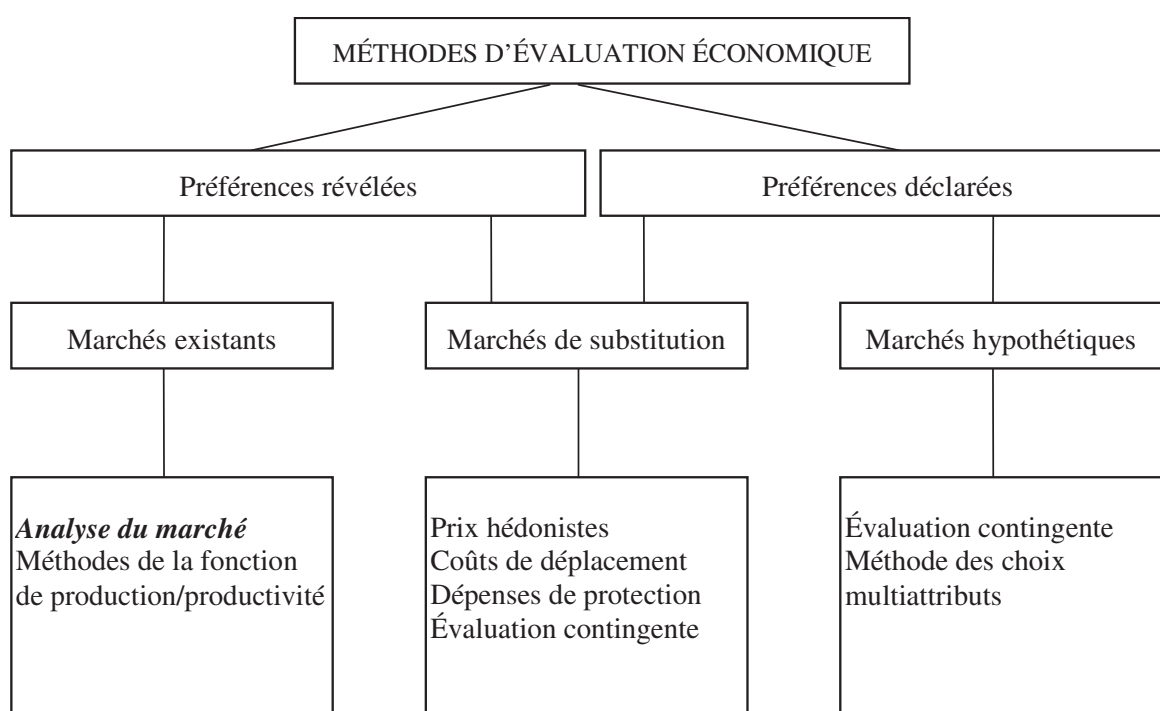 MÉTHODES D’ÉVALUATION ÉCONOMIQUE
Préférences révélées
Préférences déclarées
Marchés existants
Marchés de substitution
Marchés hypothétiques
Analyse du marché
Méthodes de la fonction
de production/productivité
Prix hédonistes
Coûts de déplacement
Dépenses de protection
Évaluation contingente
Évaluation contingente
Méthode des choix
multiattributs